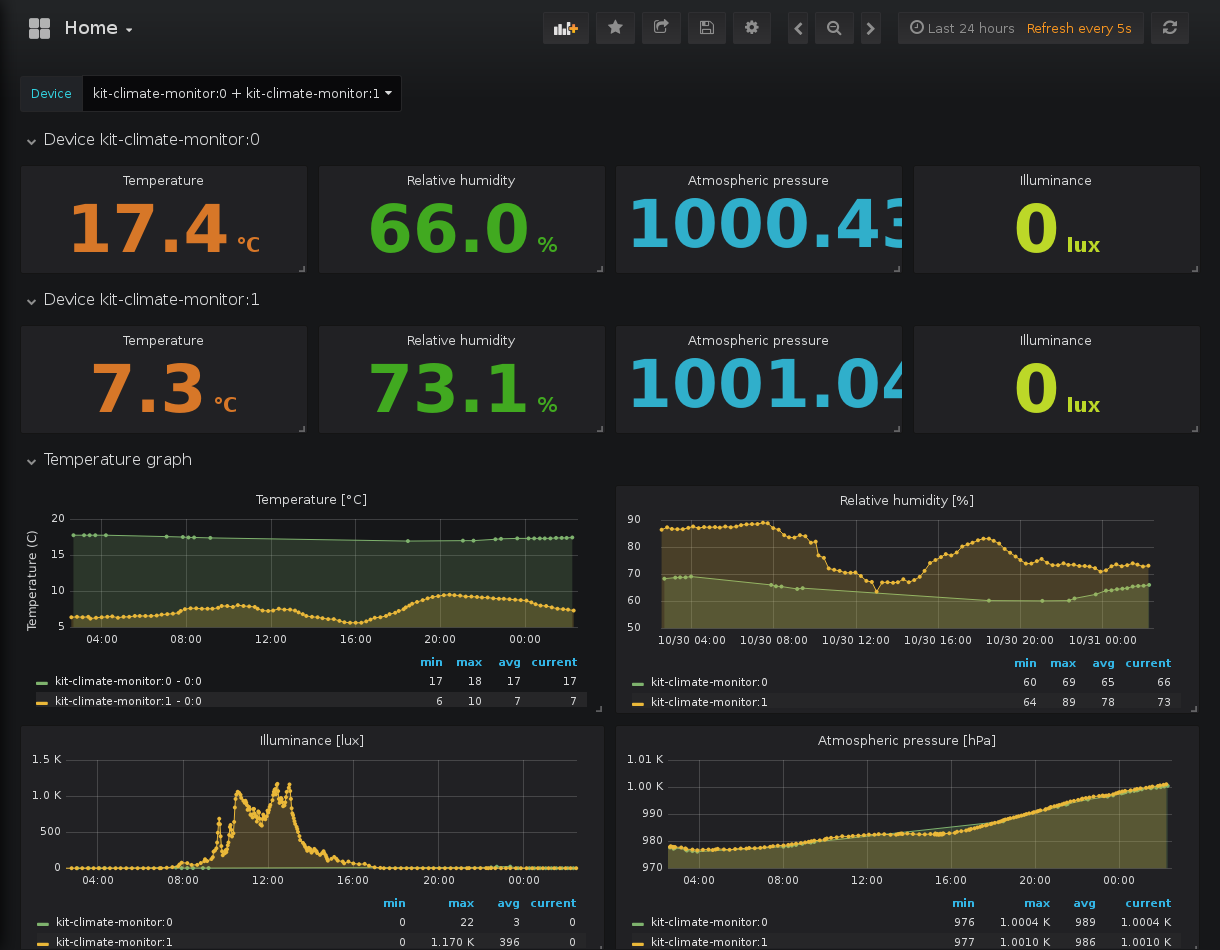 Home
Last 24 hours Refresh every 5s
Device kit-climate-monitor:0 + kit-climate-monitor:1
Device kit-climate-monitor:0
Temperature Relative humidity Atmospheric pressure Illuminance
17.4 °C 66.0 % 1000.43 0 lux
Device kit-climate-monitor:1
Temperature Relative humidity Atmospheric pressure Illuminance
7.3 °C 73.1 % 1001.04 0 lux
Temperature graph
Temperature [°C]
Temperature (C)
20
15
10
5
04:00 08:00 12:00 16:00 20:00 00:00
min max avg current
kit-climate-monitor:0 - 0:0 17 18 17 17
kit-climate-monitor:1 - 0:0 6 10 7 7
Relative humidity [%]
90
80
70
60
50
10/30 04:00 10/30 08:00 10/30 12:00 10/30 16:00 10/30 20:00 10/31 00:00
min max avg current
kit-climate-monitor:0 60 69 65 66
kit-climate-monitor:1 64 89 78 73
Illuminance [lux]
1.5 K
1.0 K
500
0
04:00 08:00 12:00 16:00 20:00 00:00
min max avg current
kit-climate-monitor:0 0 22 3 0
kit-climate-monitor:1 0 1.170 K 396 0
Atmospheric pressure [hPa]
1.01 K
1.00 K
990
980
970
04:00 08:00 12:00 16:00 20:00 00:00
min max avg current
kit-climate-monitor:0 976 1.0004 K 989 1.0004 K
kit-climate-monitor:1 977 1.0010 K 986 1.0010 K